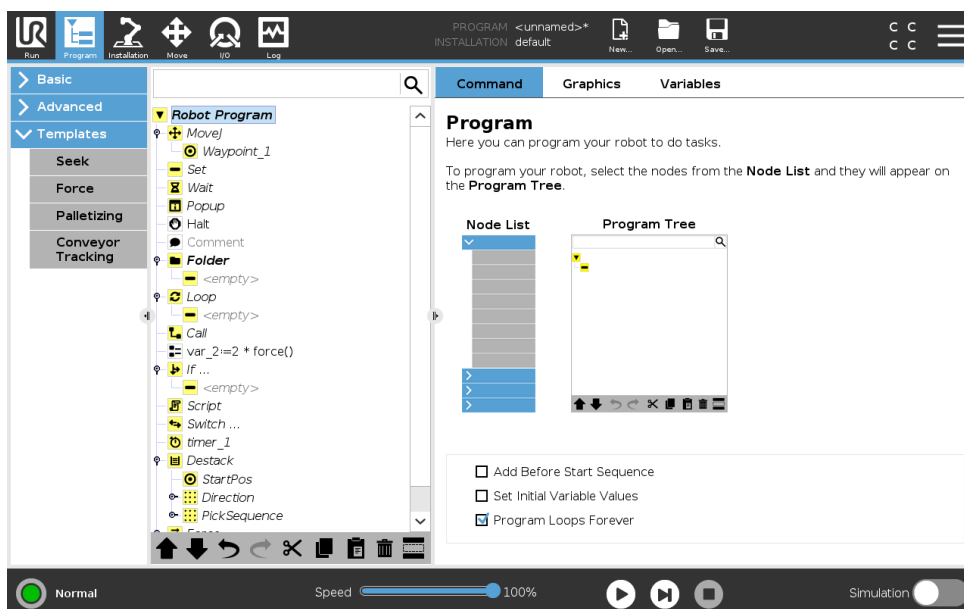 UR
PROGRAM <unnamed>*
INSTALLATION default
Run
Program
Installation
Move
I/O
Log
New...
Open...
Save...
C C
C C
Basic
Advanced
Templates
Seek
Force
Palletizing
Conveyor
Tracking
Robot Program
MoveJ
Waypoint_1
Set
Wait
Popup
Halt
Comment
Folder
<empty>
Loop
<empty>
Call
var_2:=2 * force()
If ...
<empty>
Script
Switch ...
timer_1
Destack
StartPos
Direction
PickSequence
Force
Command
Graphics
Variables
Program
Here you can program your robot to do tasks.
To program your robot, select the nodes from the Node List and they will appear on
the Program Tree.
Node List
Program Tree
Add Before Start Sequence
Set Initial Variable Values
Program Loops Forever
Normal
Speed
100%
Simulation